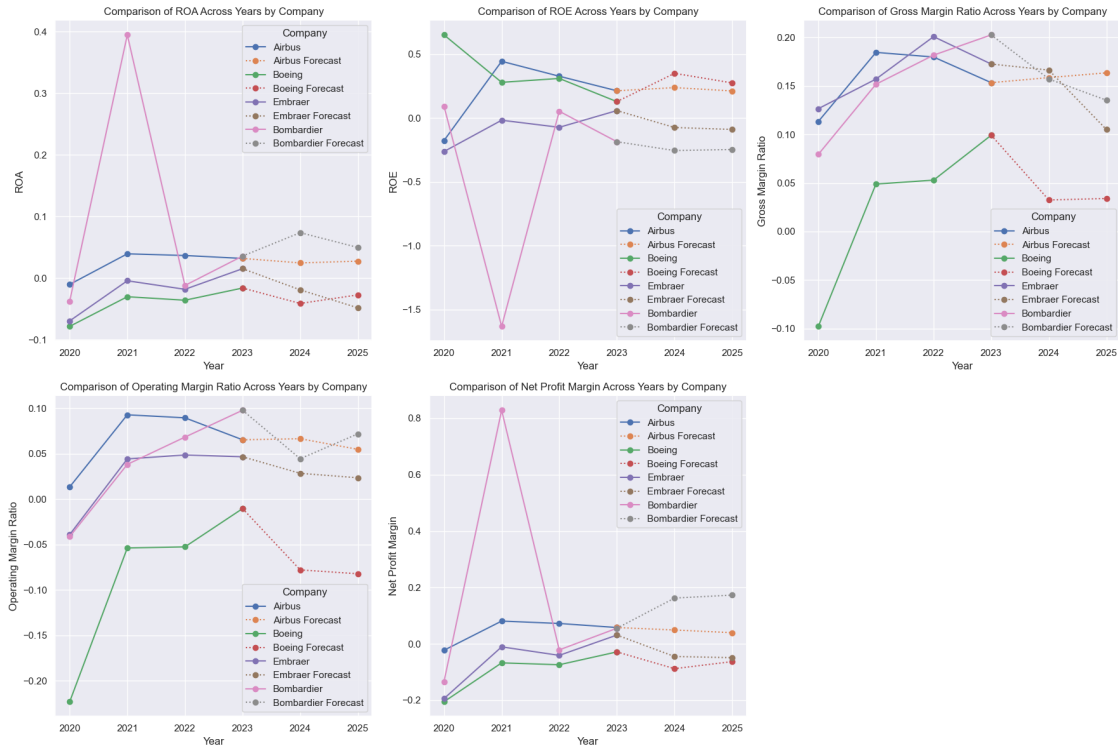 Comparison of ROA Across Years by Company
ROA
0.4
0.3
0.2
0.1
0.0
−0.1
2020 2021 2022 2023 2024 2025
Year
Company
Airbus
Airbus Forecast
Boeing
Boeing Forecast
Embraer
Embraer Forecast
Bombardier
Bombardier Forecast
Comparison of ROE Across Years by Company
ROE
0.5
0.0
−0.5
−1.0
−1.5
2020 2021 2022 2023 2024 2025
Year
Company
Airbus
Airbus Forecast
Boeing
Boeing Forecast
Embraer
Embraer Forecast
Bombardier
Bombardier Forecast
Comparison of Gross Margin Ratio Across Years by Company
Gross Margin Ratio
0.20
0.15
0.10
0.05
0.00
−0.05
−0.10
2020 2021 2022 2023 2024 2025
Year
Company
Airbus
Airbus Forecast
Boeing
Boeing Forecast
Embraer
Embraer Forecast
Bombardier
Bombardier Forecast
Comparison of Operating Margin Ratio Across Years by Company
Operating Margin Ratio
0.10
0.05
0.00
−0.05
−0.10
−0.15
−0.20
2020 2021 2022 2023 2024 2025
Year
Company
Airbus
Airbus Forecast
Boeing
Boeing Forecast
Embraer
Embraer Forecast
Bombardier
Bombardier Forecast
Comparison of Net Profit Margin Across Years by Company
Net Profit Margin
0.8
0.6
0.4
0.2
0.0
−0.2
2020 2021 2022 2023 2024 2025
Year
Company
Airbus
Airbus Forecast
Boeing
Boeing Forecast
Embraer
Embraer Forecast
Bombardier
Bombardier Forecast